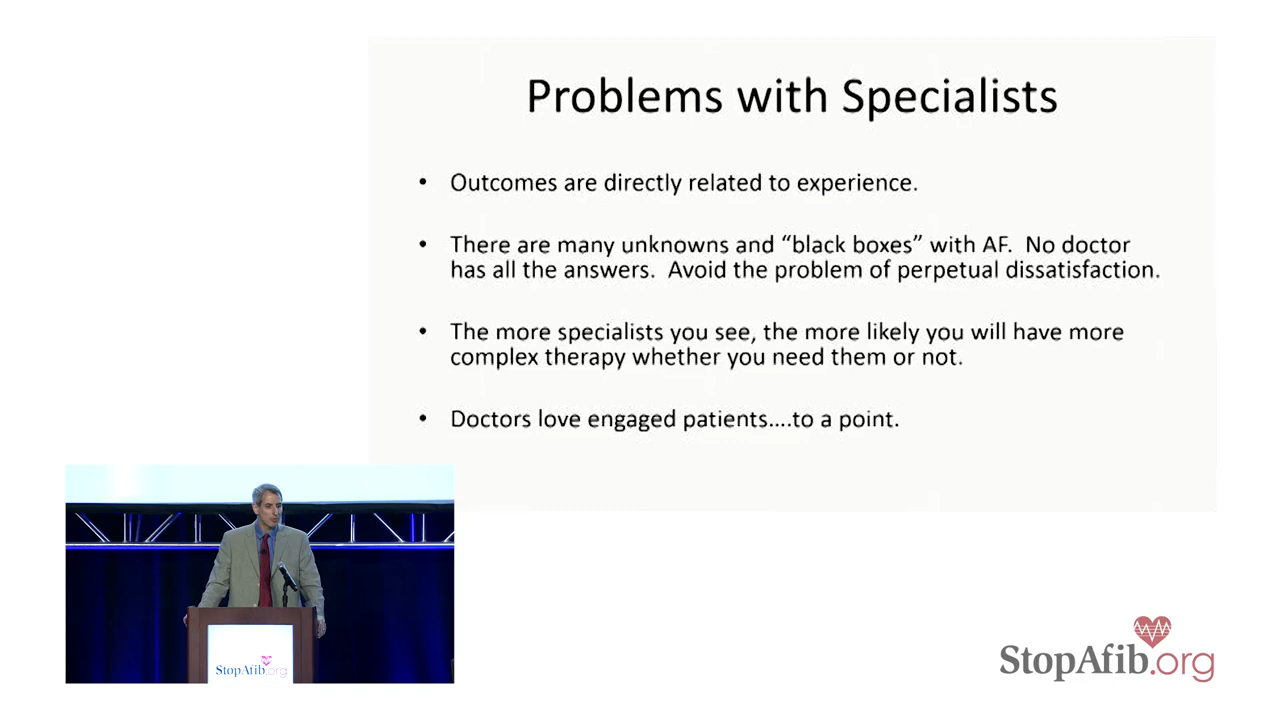 Problems with Specialists
• Outcomes are directly related to experience.
• There are many unknowns and “black boxes” with AF. No doctor
has all the answers. Avoid the problem of perpetual dissatisfaction.
• The more specialists you see, the more likely you will have more
complex therapy whether you need them or not.
• Doctors love engaged patients....to a point.
StopAfib.org
StopAfib.org